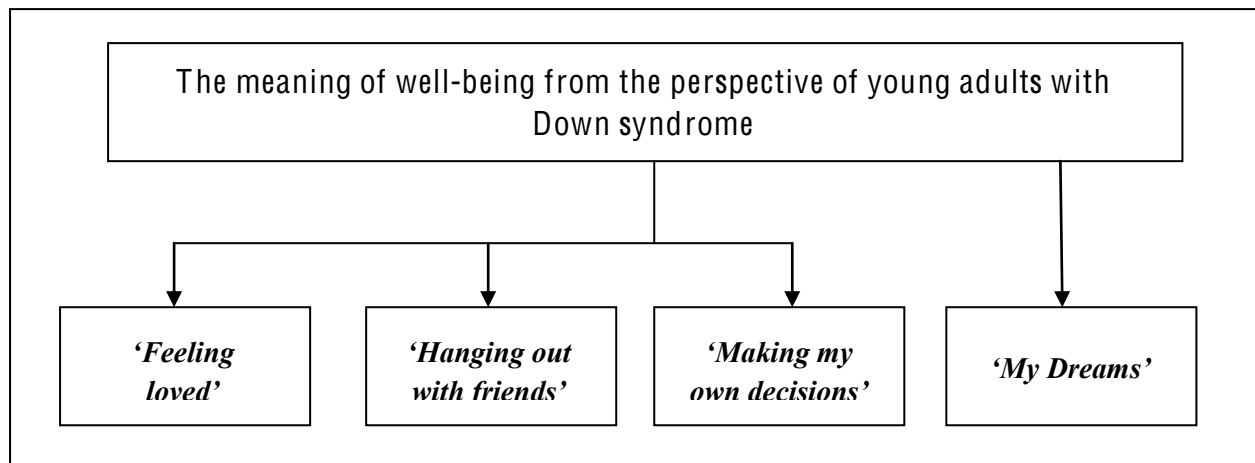 The meaning of well-being from the perspective of young adults with
Down syndrome
‘Feeling
loved’
‘Hanging out
with friends’
‘Making my
own decisions’
‘My Dreams’